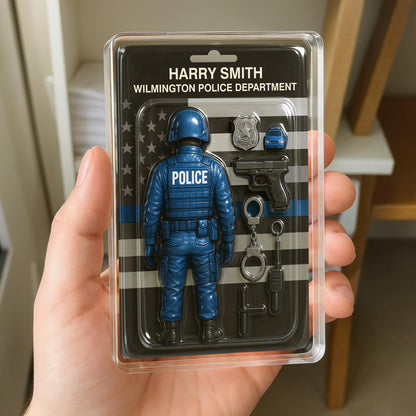 HARRY SMITH
WILMINGTON POLICE DEPARTMENT
POLICE